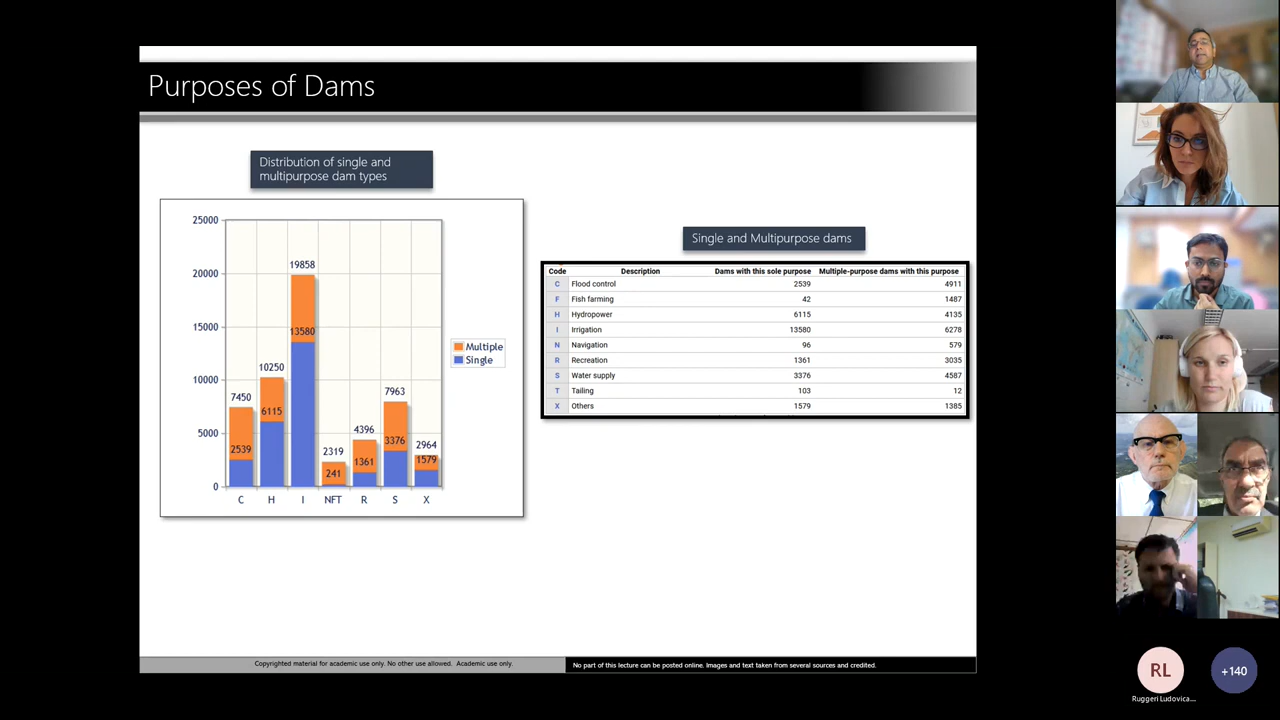 Purposes of Dams
Distribution of single and
multipurpose dam types
25000
20000
15000
10000
5000
0
7450
2539
10250
6115
19858
13580
2319
241
4396
1361
7963
3376
2964
1579
C H I NFT R S X
Multiple
Single
Single and Multipurpose dams
Code Description Dams with this sole purpose Multiple-purpose dams with this purpose
C Flood control 2539 4911
F Fish farming 42 1487
H Hydropower 6115 4135
I Irrigation 13580 6278
N Navigation 96 579
R Recreation 1361 3035
S Water supply 3376 4587
T Tailing 103 12
X Others 1579 1385
Copyrighted material for academic use only. No other use allowed. Academic use only.
No part of this lecture can be posted online. Images and text taken from several sources and credited.
RL
+140
Ruggeri Ludovica...